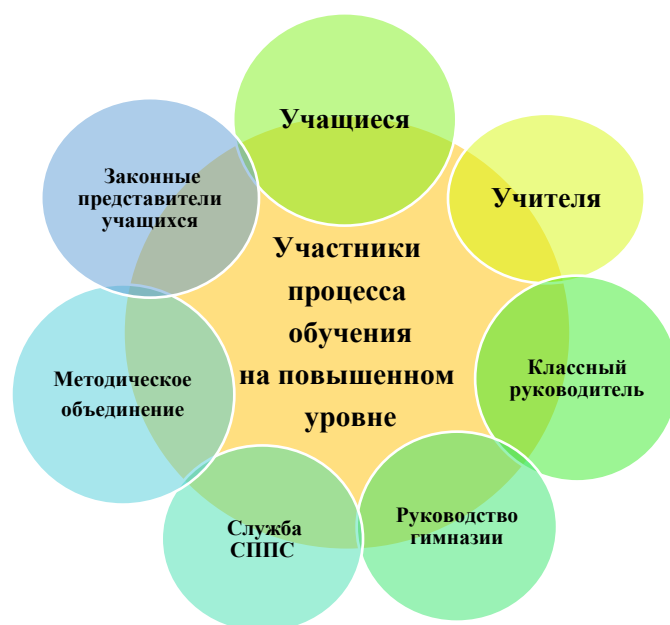 Учащиеся
Учителя
Классный
руководитель
Руководство
гимназии
Служба
СППС
Методическое
объединение
Законные
представители
учащихся
Участники
процесса
обучения
на повышенном
уровне